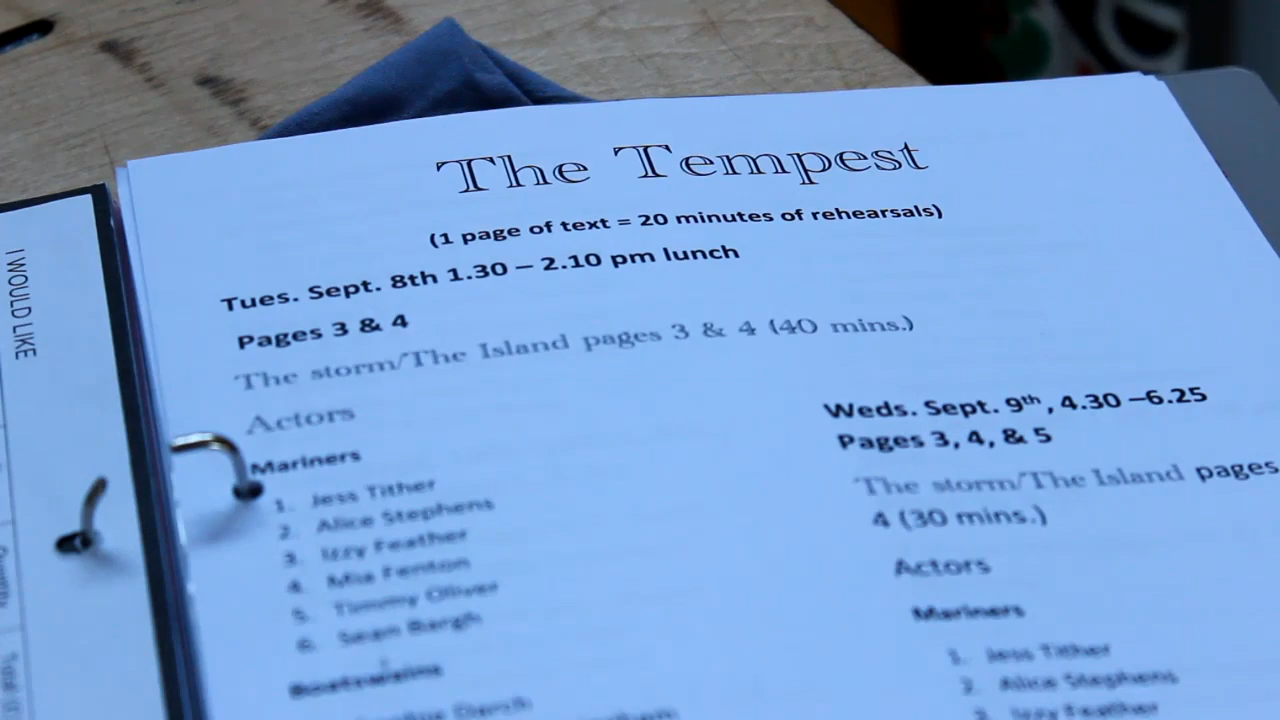 The Tempest
(1 page of text = 20 minutes of rehearsals)
Tues. Sept. 8th 1.30 – 2.10 pm lunch
Pages 3 & 4
The storm/The Island pages 3 & 4 (40 mins.)
Actors
Mariners
1. Jess Tither
2. Alice Stephens
3. Izzy Feather
4. Mia Fenton
5. Timmy Oliver
6. Sean Bargh
Boatswains
Weds. Sept. 9th, 4.30 –6.25
Pages 3, 4, & 5
The storm/The Island pages
4 (30 mins.)
Actors
Mariners
1. Jess Tither
2. Alice Stephens
3. Izzy Feather
I WOULD LIKE